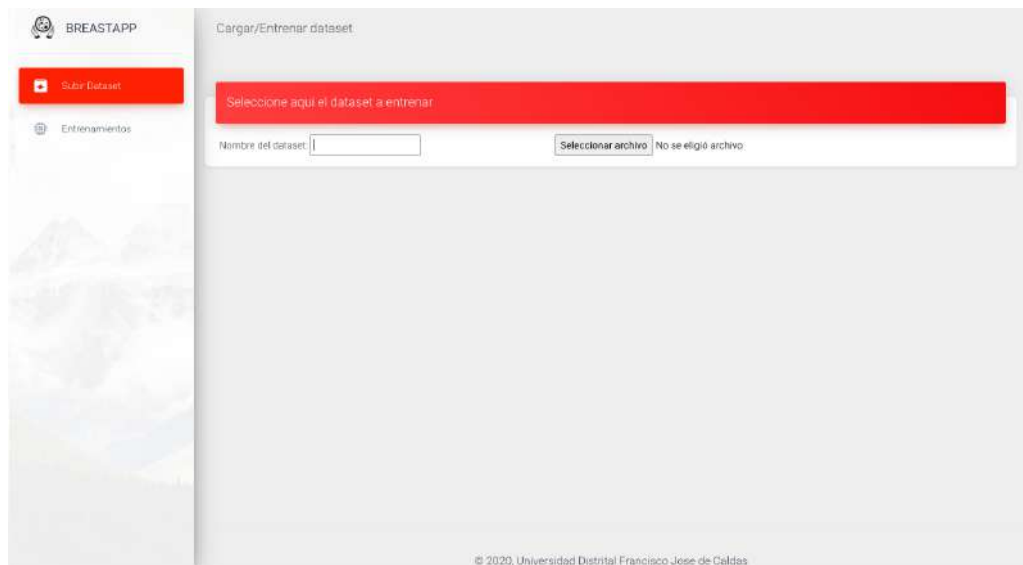 BREASTAPP
Cargar/Entrenar dataset
Subir Dataset
Entrenamientos
Seleccione aqui el dataset a entrenar
Nombre del dataset:
Seleccionar archivo No se eligió archivo
© 2020, Universidad Distrital Francisco Jose de Caldas